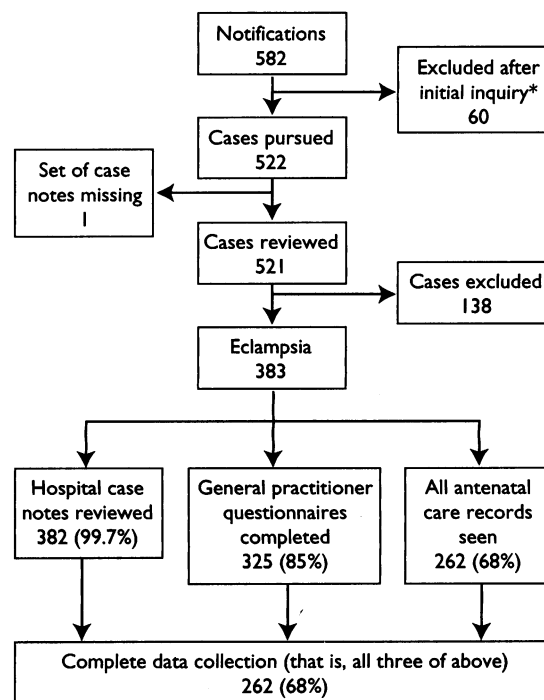 Notifications
582
Excluded after
initial inquiry*
60
Cases pursued
522
Set of case
notes missing
1
Cases reviewed
521
Cases excluded
138
Eclampsia
383
Hospital case
notes reviewed
382 (99.7%)
General practitioner
questionnaires
completed
325 (85%)
All antenatal
care records
seen
262 (68%)
Complete data collection (that is, all three of above)
262 (68%)